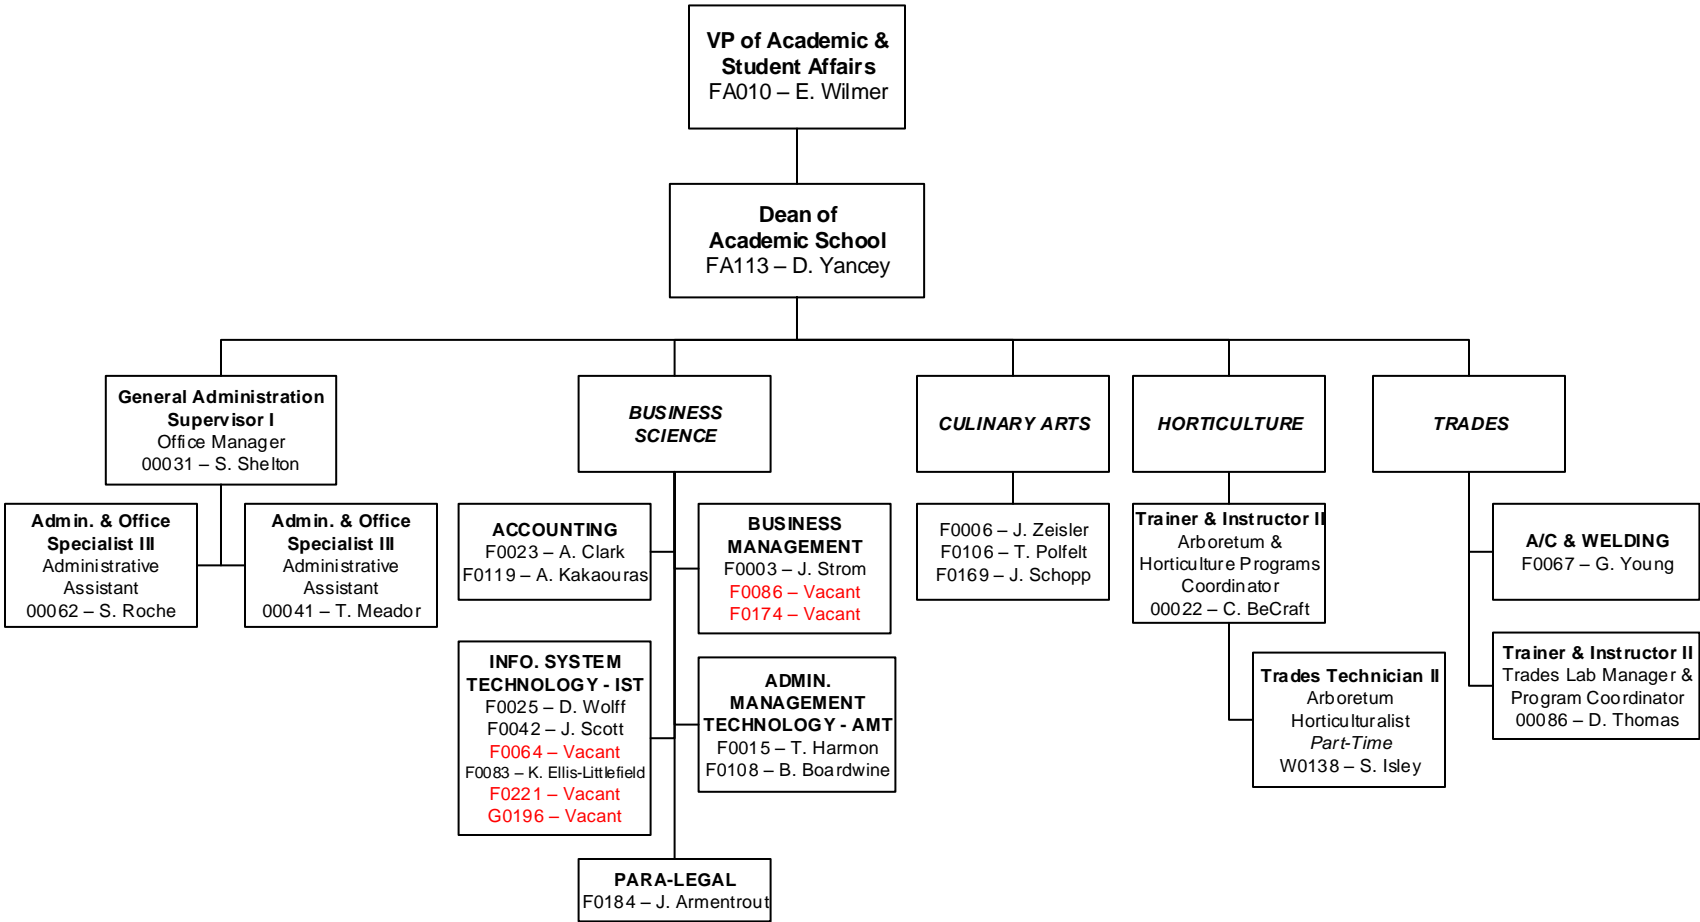 VP of Academic &
Student Affairs
FA010 – E. Wilmer
Dean of
Academic School
FA113 – D. Yancey
General Administration
Supervisor I
Office Manager
00031 – S. Shelton
BUSINESS
SCIENCE
CULINARY ARTS
HORTICULTURE
TRADES
Admin. & Office
Specialist III
Administrative
Assistant
00062 – S. Roche
Admin. & Office
Specialist III
Administrative
Assistant
00041 – T. Meador
ACCOUNTING
F0023 – A. Clark
F0119 – A. Kakaouras
BUSINESS
MANAGEMENT
F0003 – J. Strom
F0086 – Vacant
F0174 – Vacant
F0006 – J. Zeisler
F0106 – T. Polfelt
F0169 – J. Schopp
Trainer & Instructor II
Arboretum &
Horticulture Programs
Coordinator
00022 – C. BeCraft
A/C & WELDING
F0067 – G. Young
INFO. SYSTEM
TECHNOLOGY - IST
F0025 – D. Wolff
F0042 – J. Scott
F0064 – Vacant
F0083 – K. Ellis-Littlefield
F0221 – Vacant
G0196 – Vacant
ADMIN.
MANAGEMENT
TECHNOLOGY - AMT
F0015 – T. Harmon
F0108 – B. Boardwine
Trades Technician II
Arboretum
Horticulturalist
Part-Time
W0138 – S. Isley
Trainer & Instructor II
Trades Lab Manager &
Program Coordinator
00086 – D. Thomas
PARA-LEGAL
F0184 – J. Armentrout